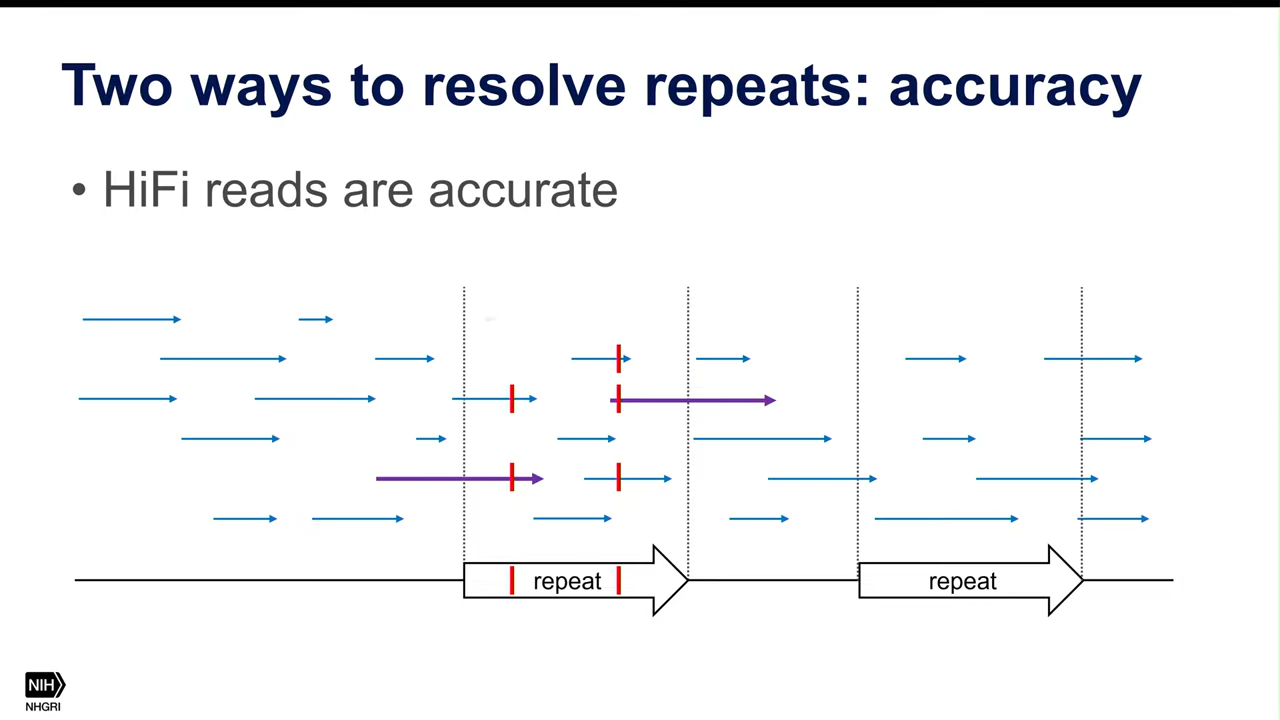 Two ways to resolve repeats: accuracy
• HiFi reads are accurate
repeat
repeat
NIH
NHGRI